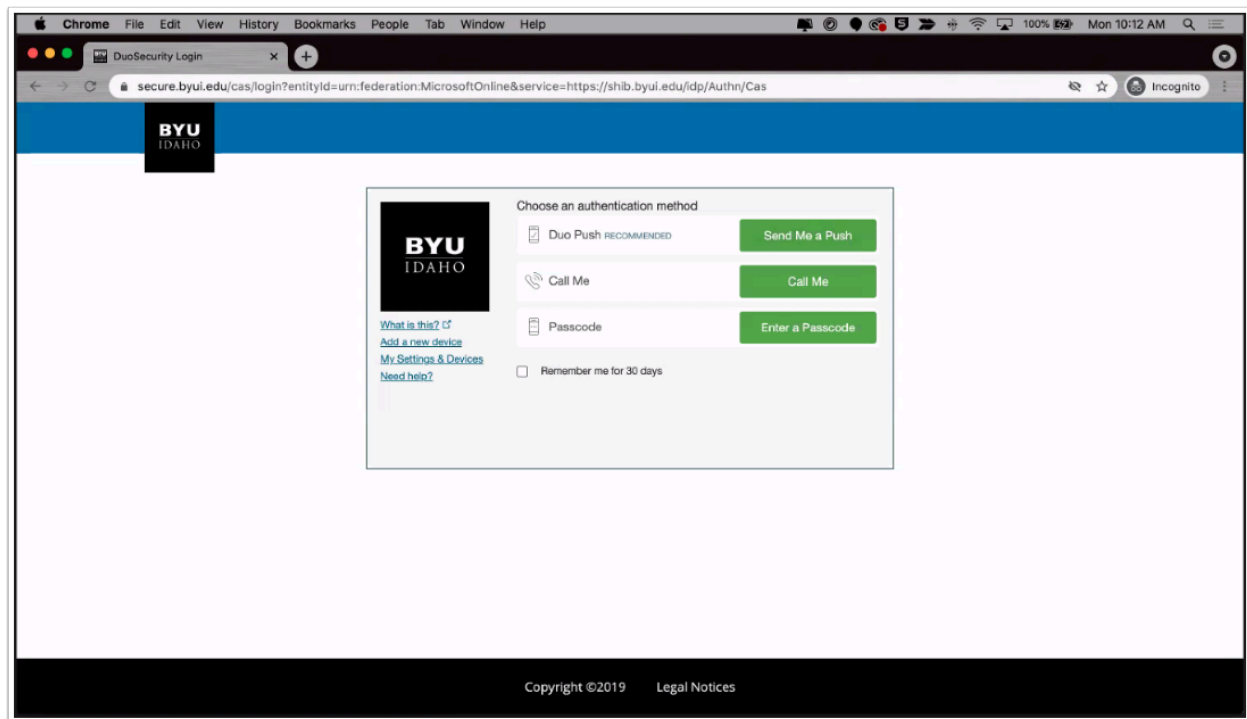 Chrome File Edit View History Bookmarks People Tab Window Help 100% Mon 10:12 AM
DuoSecurity Login
secure.byui.edu/cas/login?entityId=urn:federation:MicrosoftOnline&service=https://shib.byui.edu/idp/Authn/Cas Incognito
BYU
IDAHO
Choose an authentication method
BYU
IDAHO
Duo Push RECOMMENDED Send Me a Push
Call Me Call Me
Passcode Enter a Passcode
What is this?
Add a new device
My Settings & Devices
Need help?
Remember me for 30 days
Copyright ©2019 Legal Notices